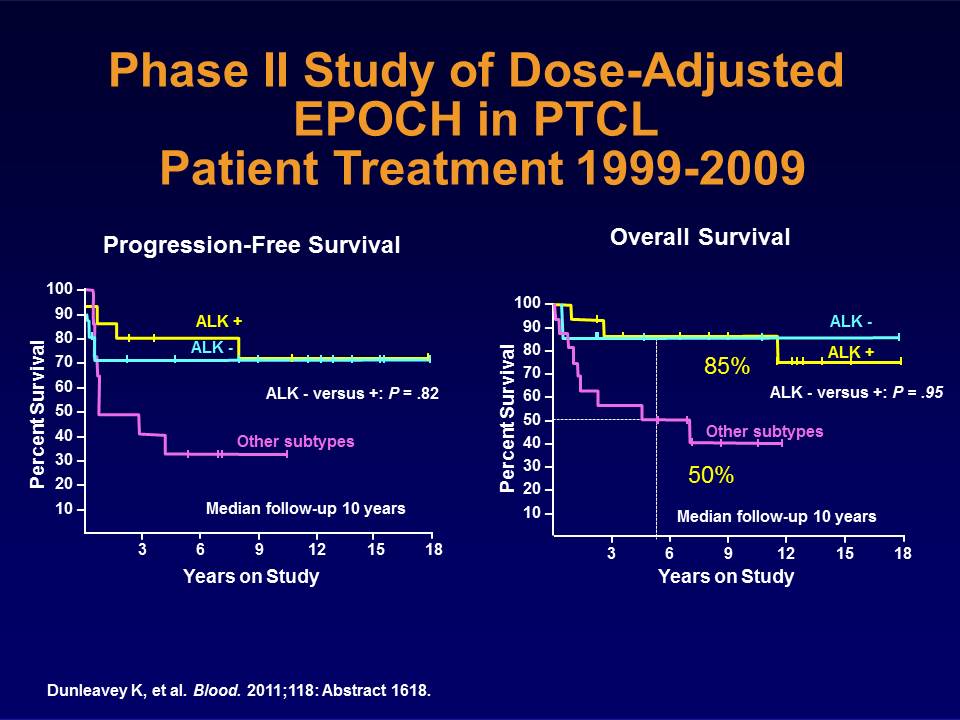 Phase II Study of Dose-Adjusted
EPOCH in PTCL
Patient Treatment 1999-2009
Progression-Free Survival
Percent Survival
100
90
80
70
60
50
40
30
20
10
ALK +
ALK -
ALK - versus +: P = .82
Other subtypes
Median follow-up 10 years
3 6 9 12 15 18
Years on Study
Overall Survival
Percent Survival
100
90
80
70
60
50
40
30
20
10
ALK -
ALK +
85%
ALK - versus +: P = .95
Other subtypes
50%
Median follow-up 10 years
3 6 9 12 15 18
Years on Study
Dunleavey K, et al. Blood. 2011;118: Abstract 1618.